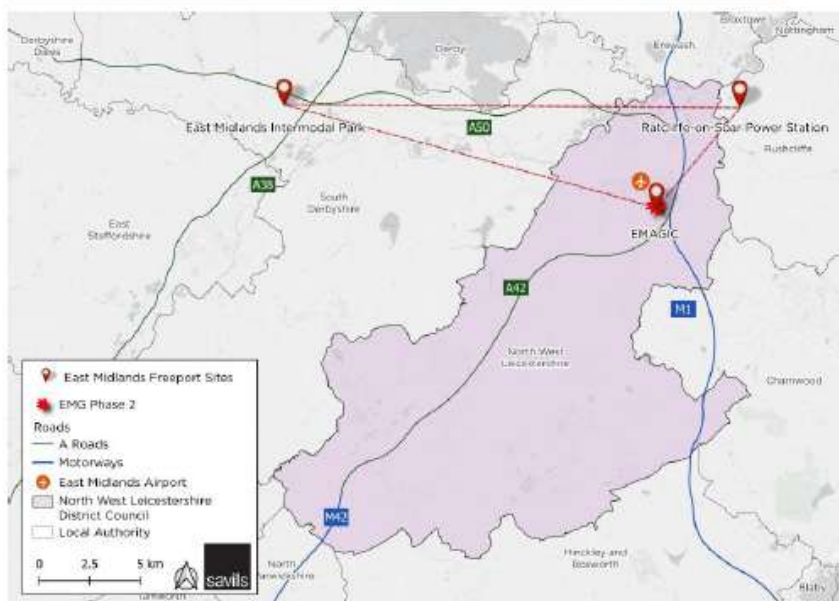 Derbyshire
Dales
Derby
Erewash
Broxtowe
Nottingham
East Midlands Intermodal Park
A50
Ratcliffe-on-Soar Power Station
Rushcliffe
A38
South
Derbyshire
East
Staffordshire
EMAGIC
A42
M1
North West
Leicestershire
Charnwood
East Midlands Freeport Sites
EMG Phase 2
Roads
A Roads
Motorways
East Midlands Airport
North West Leicestershire
District Council
Local Authority
0 2.5 5 km
savills
M42
North
Warwickshire
Tamworth
Hinckley and
Bosworth
Blaby